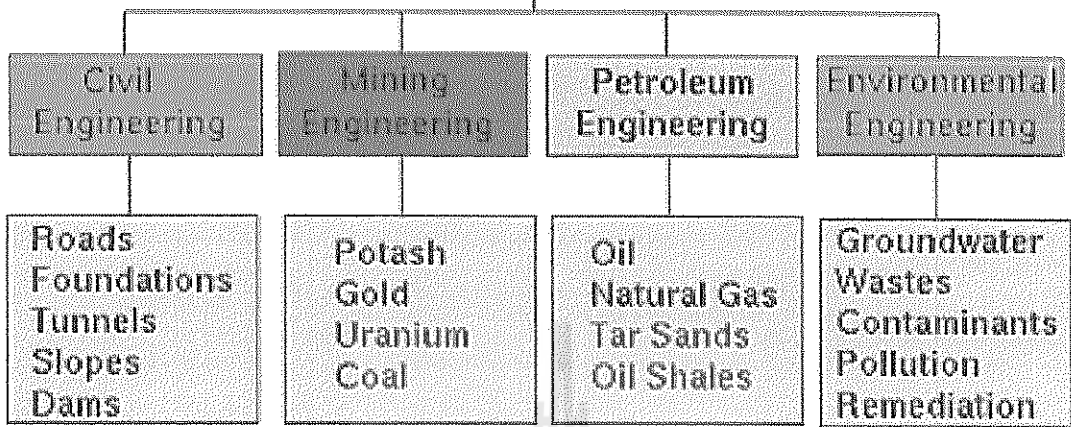 Civil
Engineering
Mining
Engineering
Petroleum
Engineering
Environmental
Engineering
Roads
Foundations
Tunnels
Slopes
Dams
Potash
Gold
Uranium
Coal
Oil
Natural Gas
Tar Sands
Oil Shales
Groundwater
Wastes
Contaminants
Pollution
Remediation